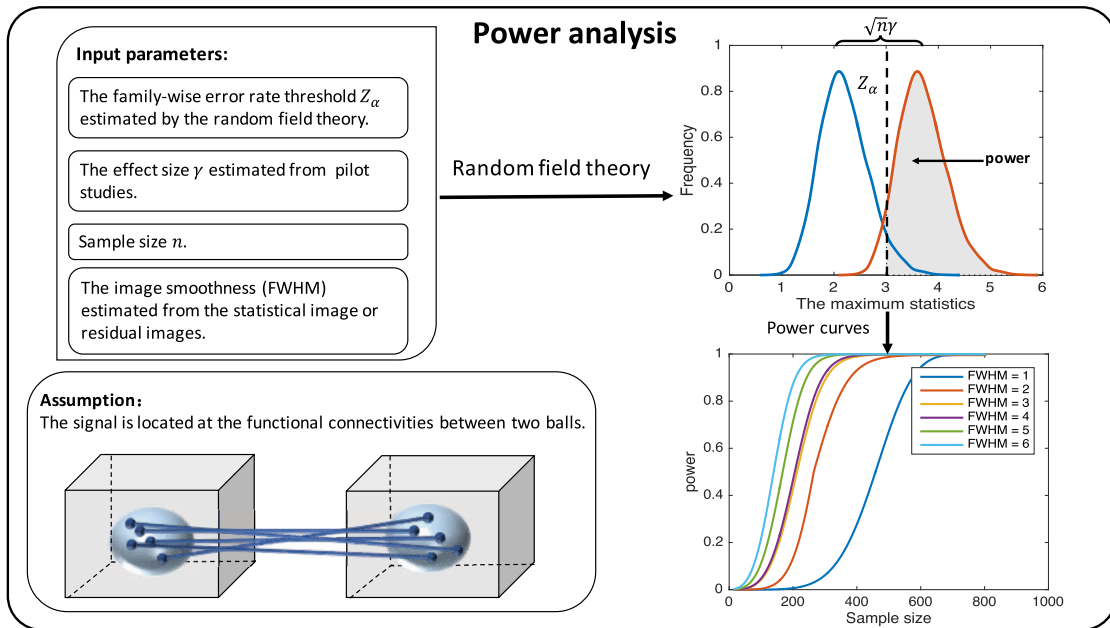 Power analysis
Input parameters:
The family-wise error rate threshold Zα
estimated by the random field theory.
The effect size γ estimated from pilot
studies.
Sample size n.
The image smoothness (FWHM)
estimated from the statistical image or
residual images.
Random field theory
√nγ
Zα
power
Frequency
1
0.8
0.6
0.4
0.2
0
0
1
2
3
4
5
6
The maximum statistics
Power curves
Assumption:
The signal is located at the functional connectivities between two balls.
power
1
0.8
0.6
0.4
0.2
0
FWHM = 1
FWHM = 2
FWHM = 3
FWHM = 4
FWHM = 5
FWHM = 6
0
200
400
600
800
1000
Sample size